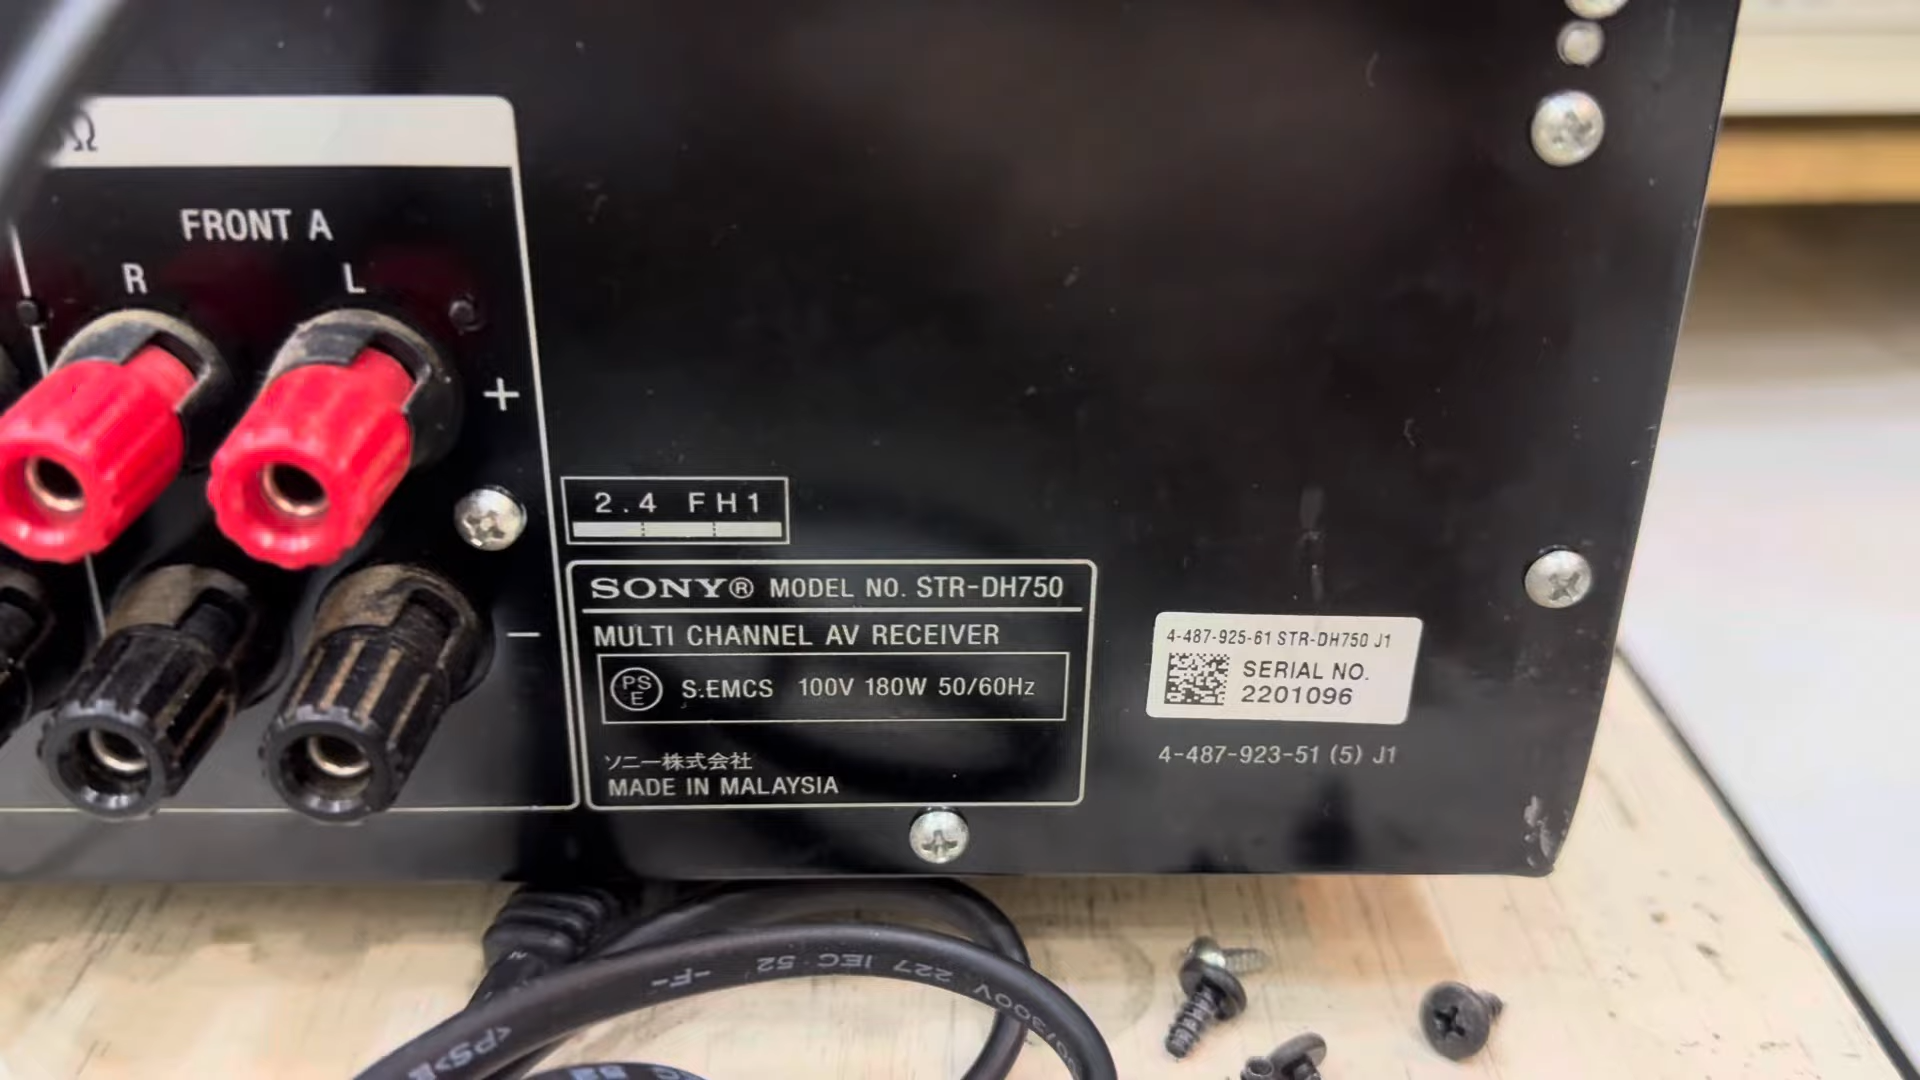 Ω
FRONT A
R L
+
2.4 FH1
SONY® MODEL NO. STR-DH750
MULTI CHANNEL AV RECEIVER
PSE S.EMCS 100V 180W 50/60Hz
ソニー株式会社
MADE IN MALAYSIA
–
4-487-925-61 STR-DH750 J1
SERIAL NO.
2201096
4-487-923-51 (5) J1
-F- 227 IEC 52
300V
<PS>E